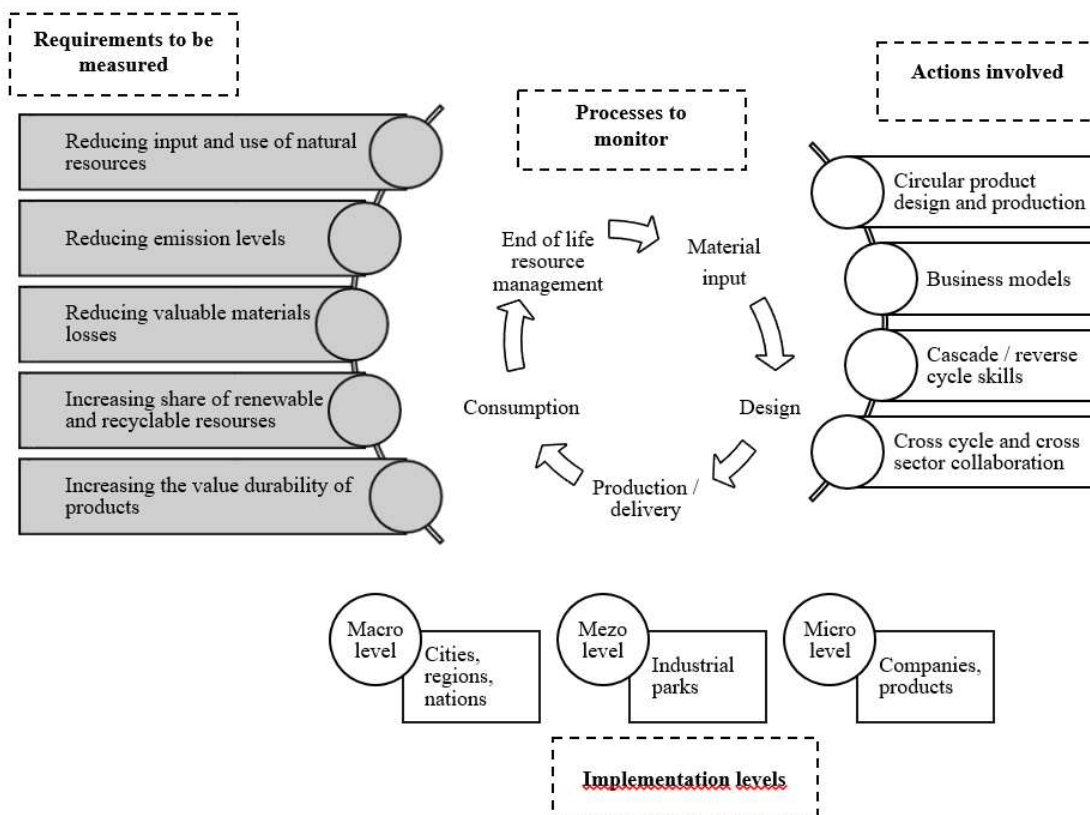 Requirements to be
measured
Reducing input and use of natural
resources
Reducing emission levels
Reducing valuable materials
losses
Increasing share of renewable
and recyclable resourses
Increasing the value durability of
products
Processes to
monitor
End of life
resource
management
Material
input
Consumption
Design
Production /
delivery
Actions involved
Circular product
design and production
Business models
Cascade / reverse
cycle skills
Cross cycle and cross
sector collaboration
Macro
level
Cities,
regions,
nations
Mezo
level
Industrial
parks
Micro
level
Companies,
products
Implementation levels